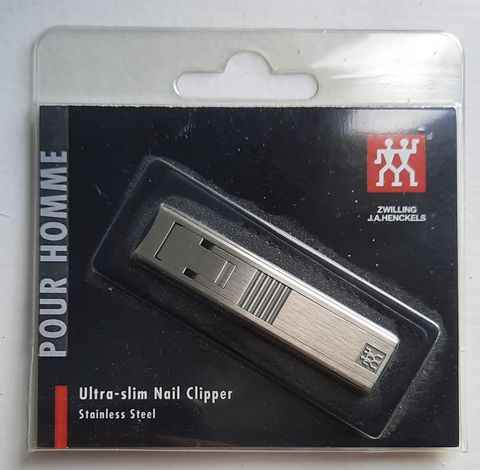 ZWILLING
J.A.HENCKELS
POUR HOMME
Ultra-slim Nail Clipper
Stainless Steel